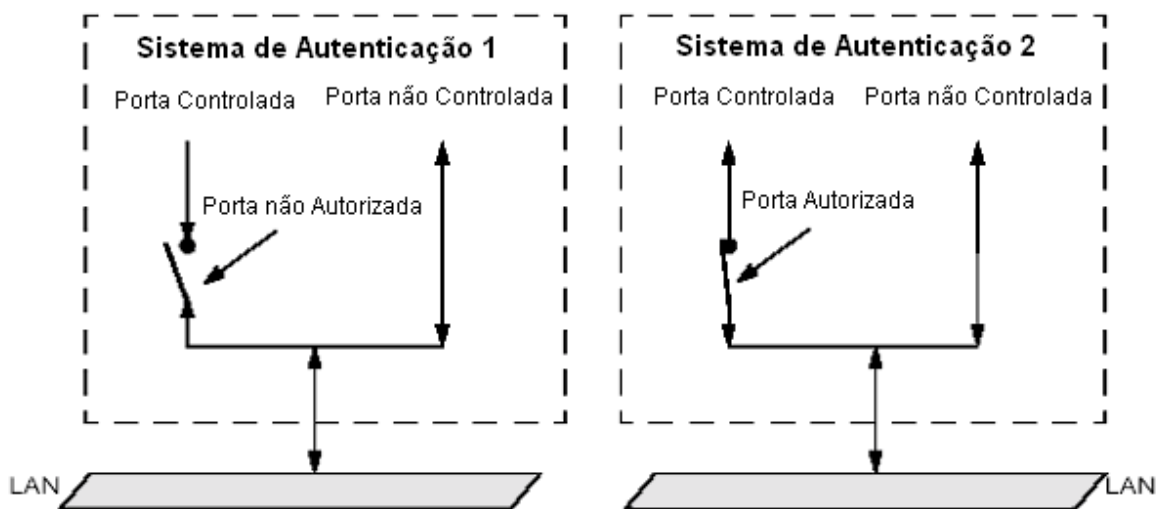 Sistema de Autenticação 1
Porta Controlada
Porta não Controlada
Porta não Autorizada
LAN
Sistema de Autenticação 2
Porta Controlada
Porta não Controlada
Porta Autorizada
LAN